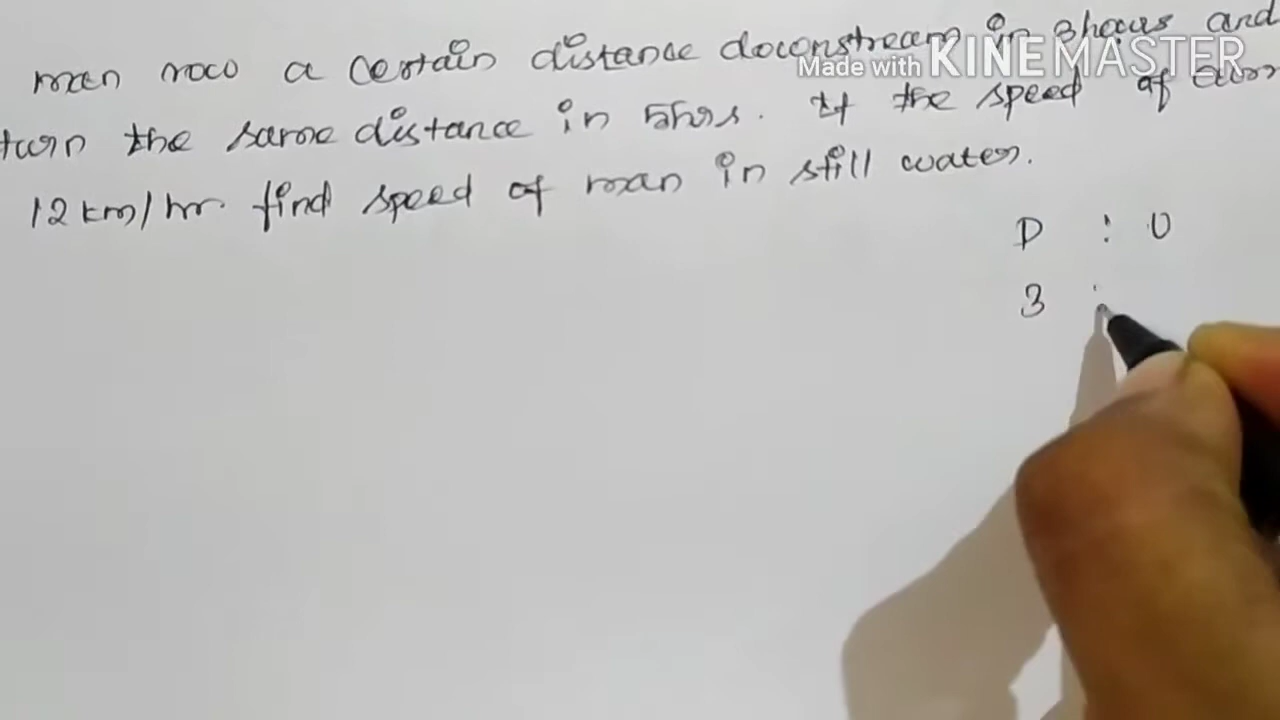 man row a certain distance downstream in 3hours and
turn the same distance in 5hrs. If the speed of
12 km/hr. find speed of man in still water.
D : U
3 :
Made with KINEMASTER